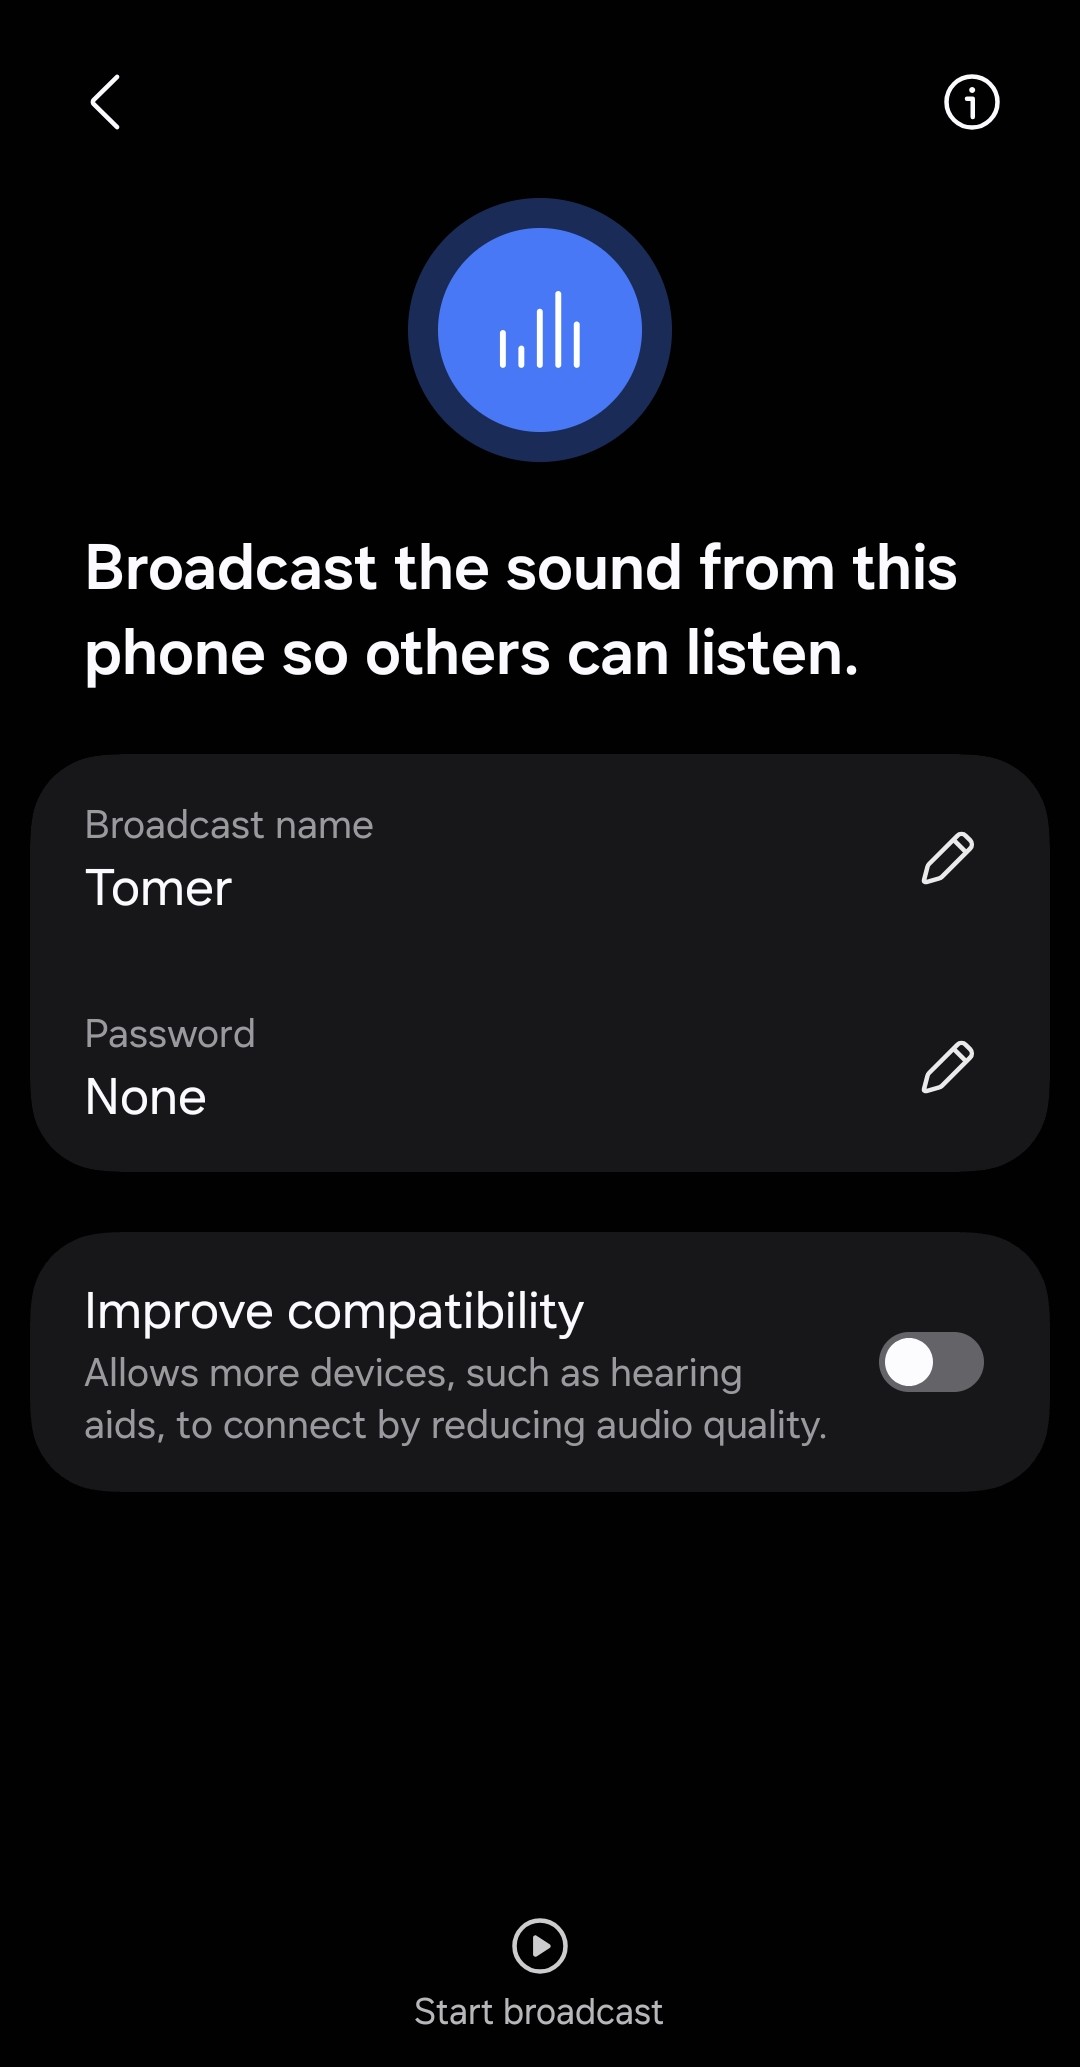 Broadcast the sound from this
phone so others can listen.
Broadcast name
Tomer
Password
None
Improve compatibility
Allows more devices, such as hearing
aids, to connect by reducing audio quality.
Start broadcast